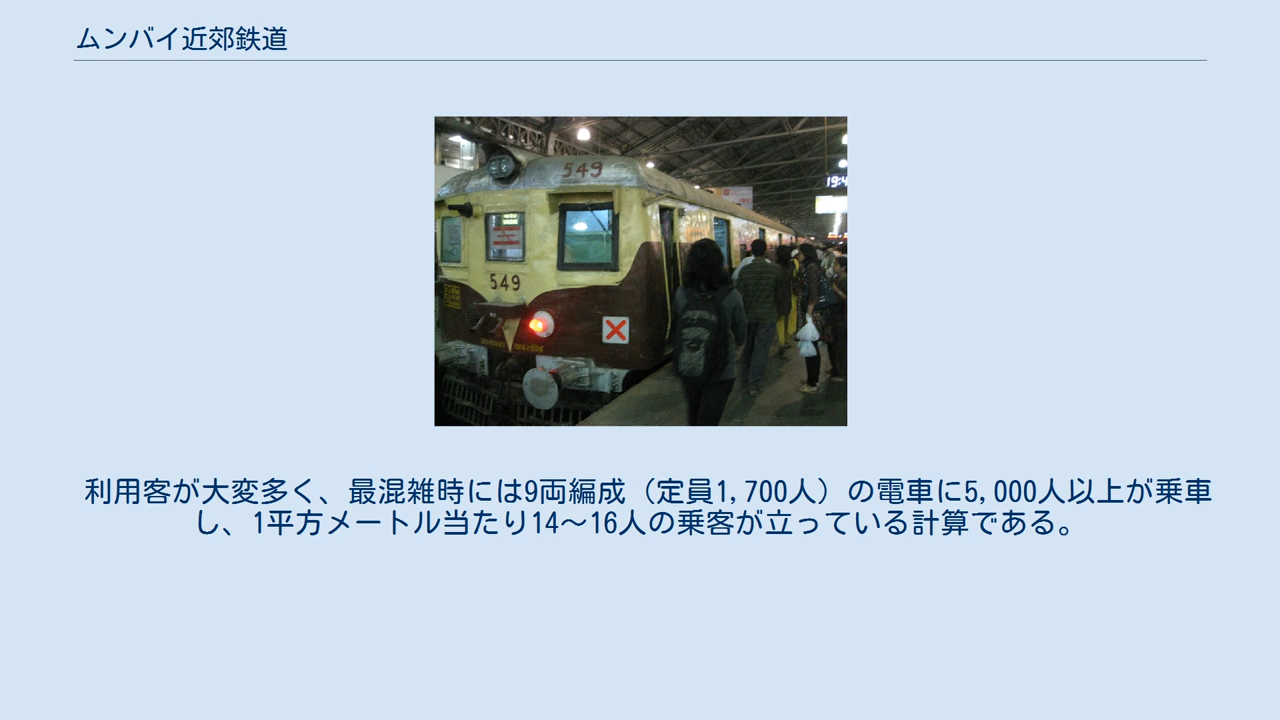 ムンバイ近郊鉄道
549
19:4
549
利用客が大変多く、最混雑時には9両編成（定員1,700人）の電車に5,000人以上が乗車
し、1平方メートル当たり14～16人の乗客が立っている計算である。